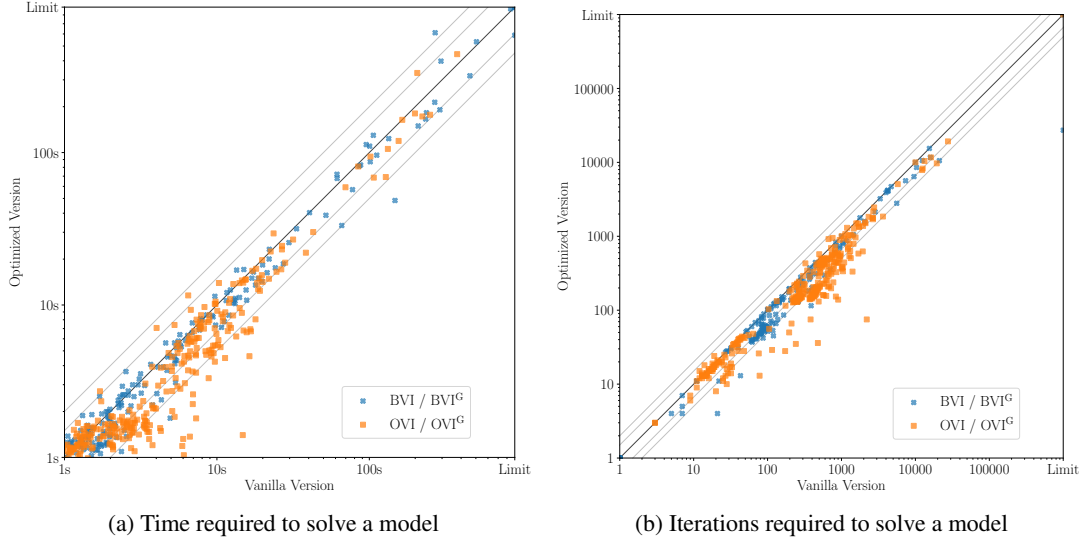 Limit
100s
10s
1s
Optimized Version
1s
10s
100s
Limit
Vanilla Version
BVI / BVI^G
OVI / OVI^G
(a) Time required to solve a model
Limit
100000
10000
1000
100
10
1
Optimized Version
1
10
100
1000
10000
100000
Limit
Vanilla Version
BVI / BVI^G
OVI / OVI^G
(b) Iterations required to solve a model